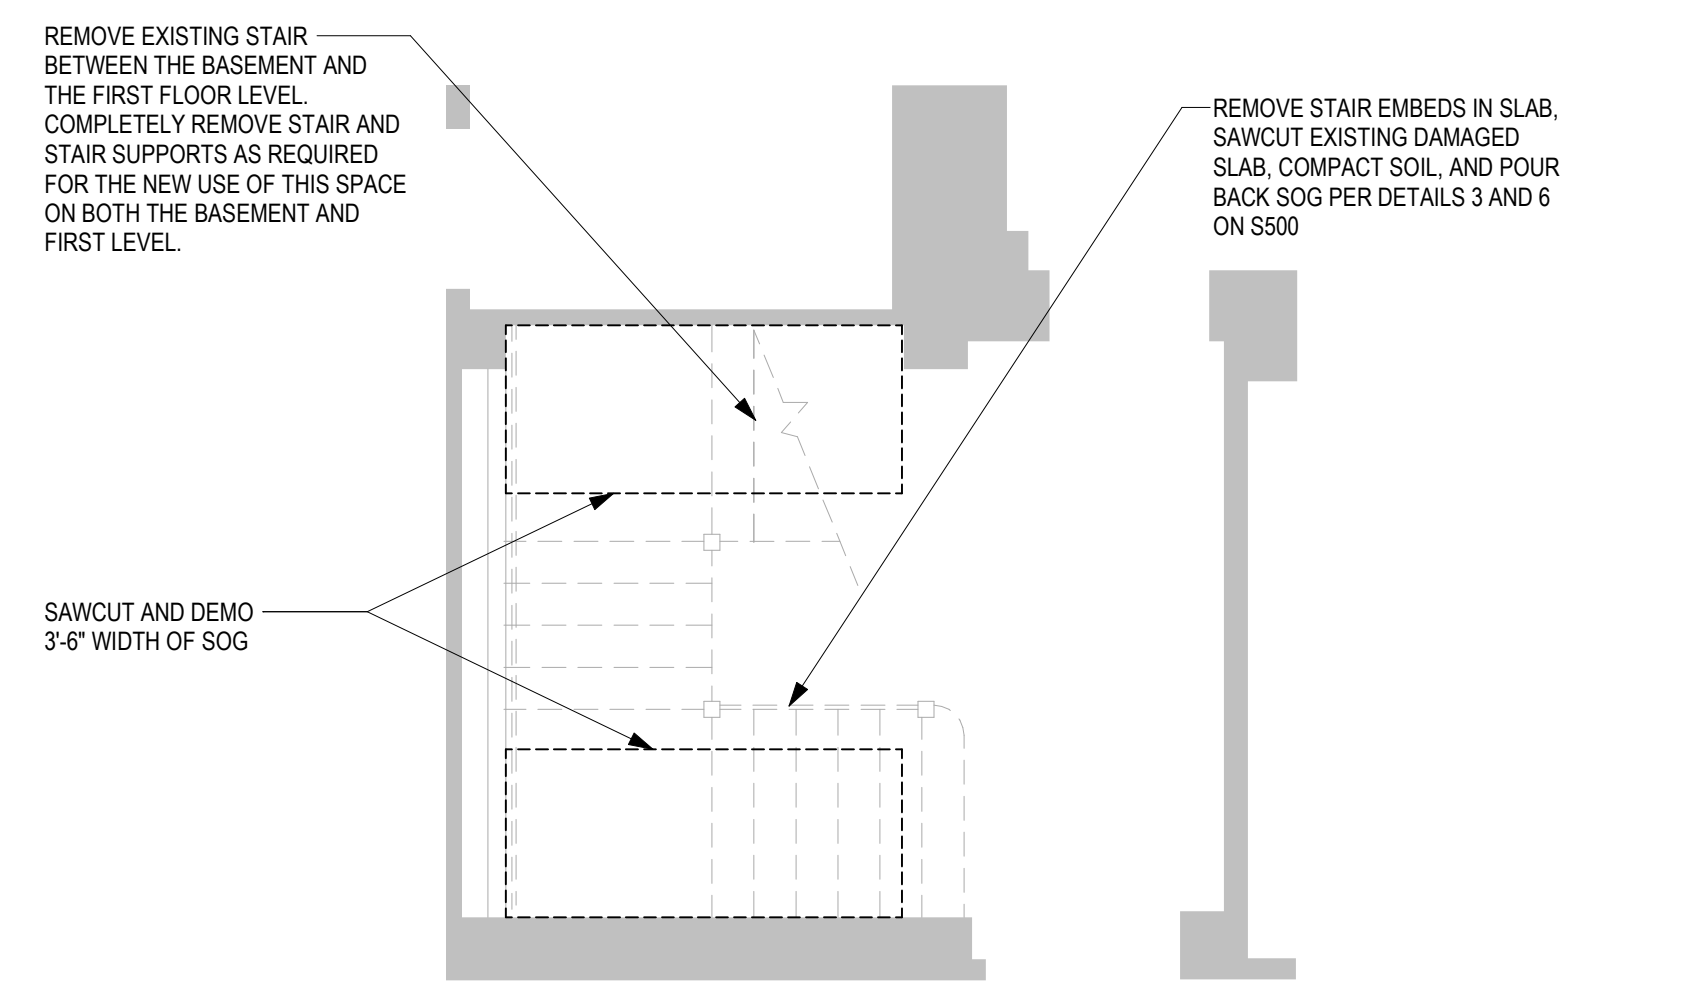 REMOVE EXISTING STAIR
BETWEEN THE BASEMENT AND
THE FIRST FLOOR LEVEL.
COMPLETELY REMOVE STAIR AND
STAIR SUPPORTS AS REQUIRED
FOR THE NEW USE OF THIS SPACE
ON BOTH THE BASEMENT AND
FIRST LEVEL.
REMOVE STAIR EMBEDS IN SLAB,
SAWCUT EXISTING DAMAGED
SLAB, COMPACT SOIL, AND POUR
BACK SOG PER DETAILS 3 AND 6
ON S500
SAWCUT AND DEMO
3'-6" WIDTH OF SOG